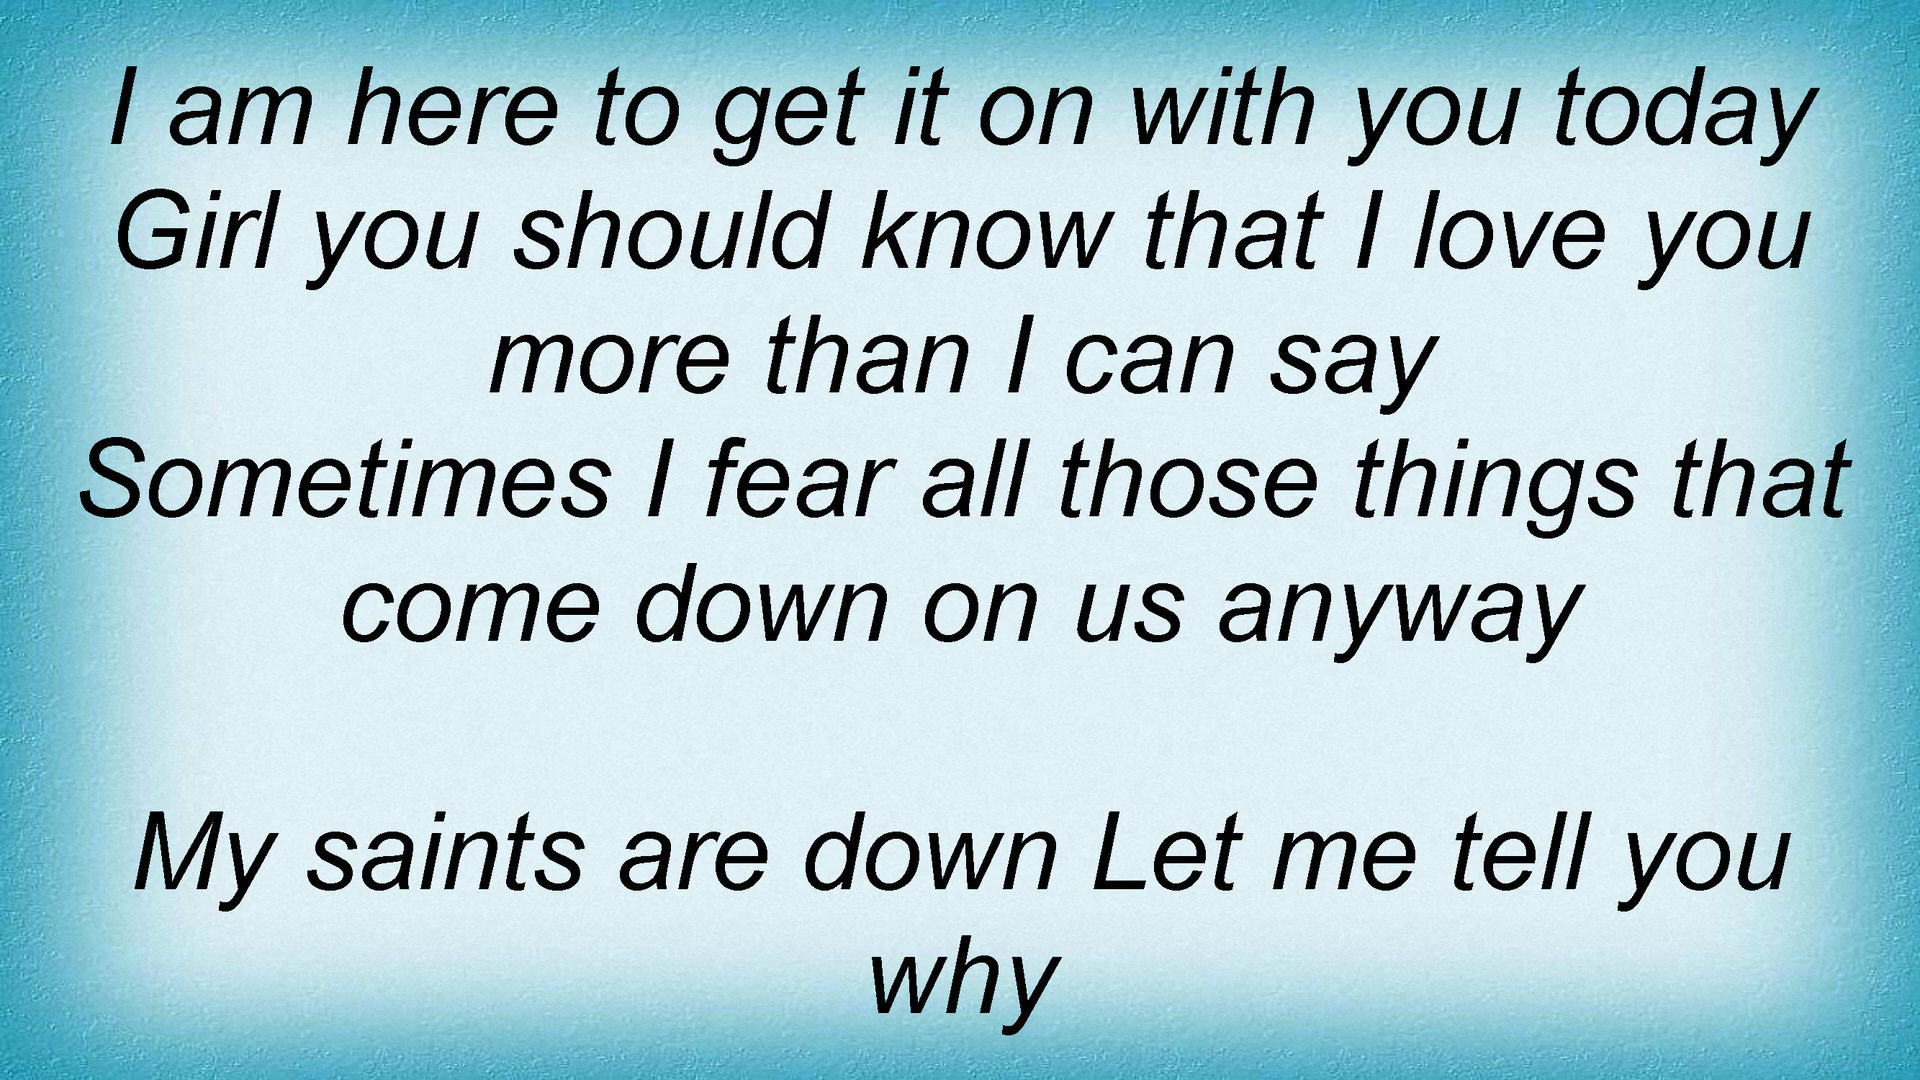 I am here to get it on with you today
Girl you should know that I love you
more than I can say
Sometimes I fear all those things that
come down on us anyway
My saints are down Let me tell you
why